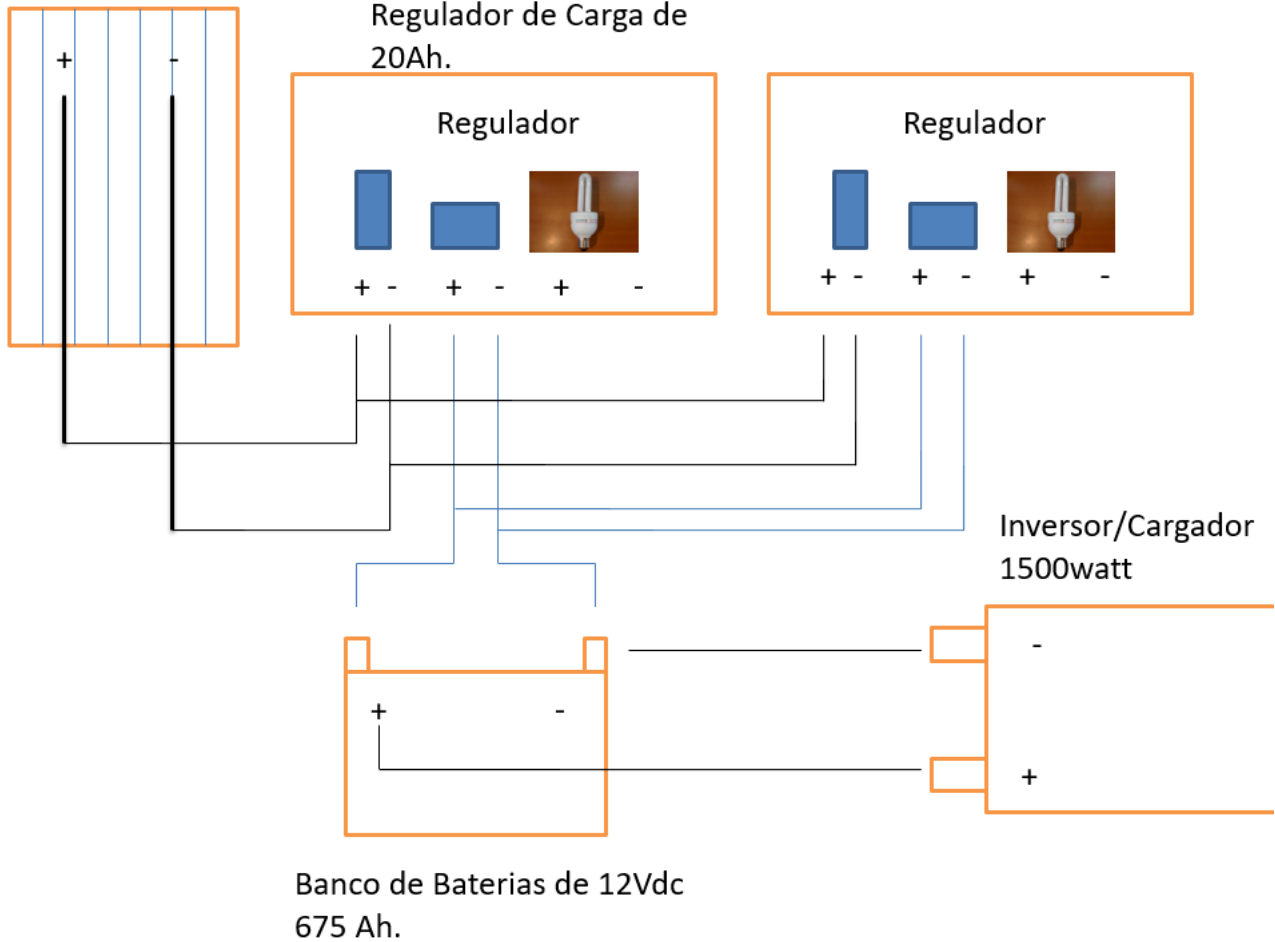 Regulador de Carga de
20Ah.
+ -
Regulador
+ - + - + -
Regulador
+ - + - + -
Inversor/Cargador
1500watt
-
+
+ -
Banco de Baterias de 12Vdc
675 Ah.